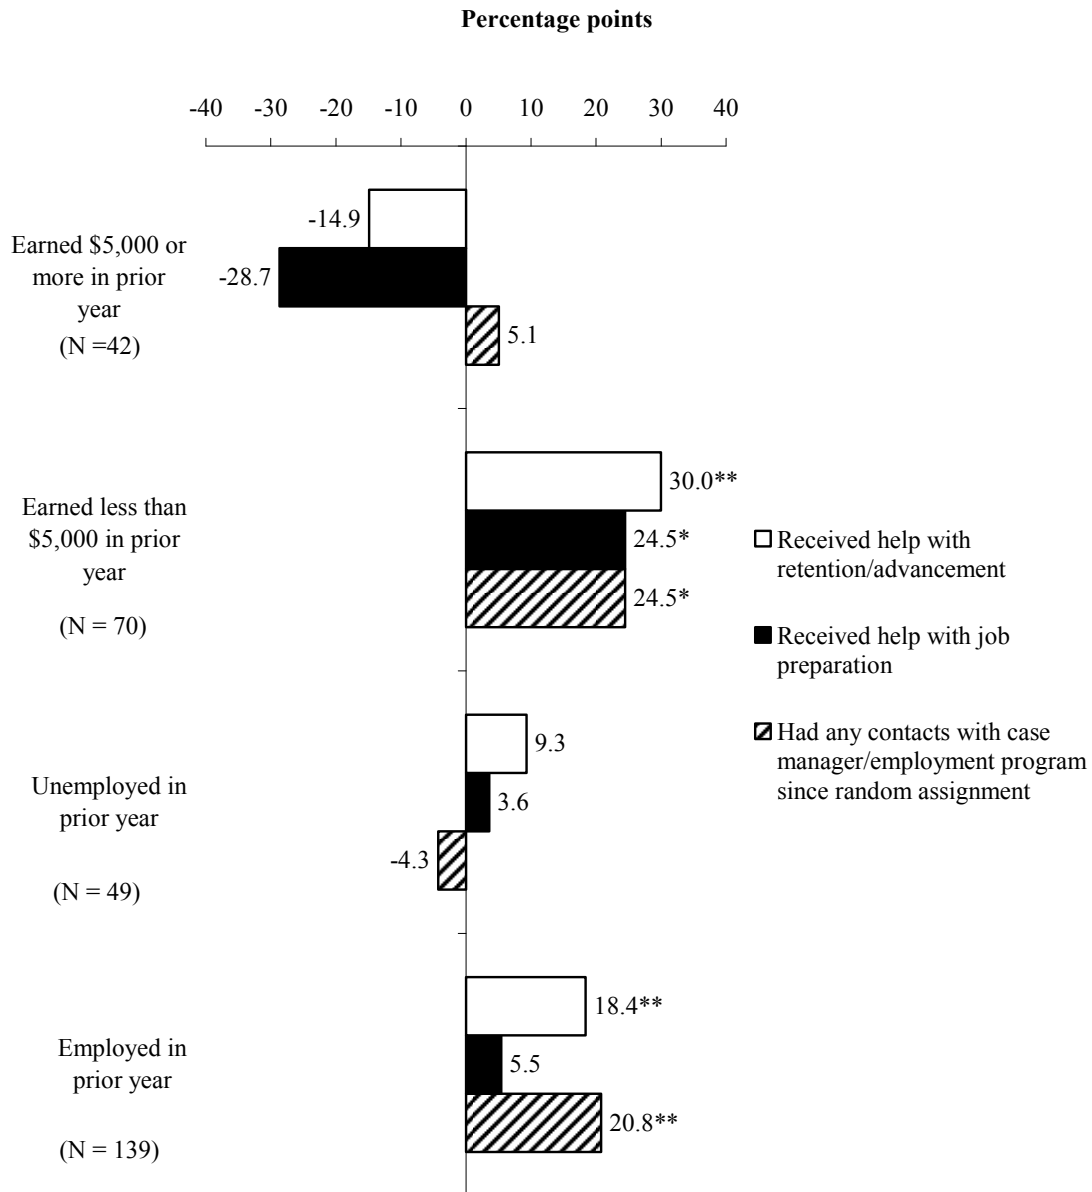 Percentage points
-40 -30 -20 -10 0 10 20 30 40
Earned $5,000 or
more in prior
year
(N =42)
-14.9
-28.7
5.1
Earned less than
$5,000 in prior
year
(N = 70)
30.0**
24.5*
24.5*
Unemployed in
prior year
(N = 49)
9.3
3.6
-4.3
Employed in
prior year
(N = 139)
18.4**
5.5
20.8**
Received help with
retention/advancement
Received help with job
preparation
Had any contacts with case
manager/employment program
since random assignment